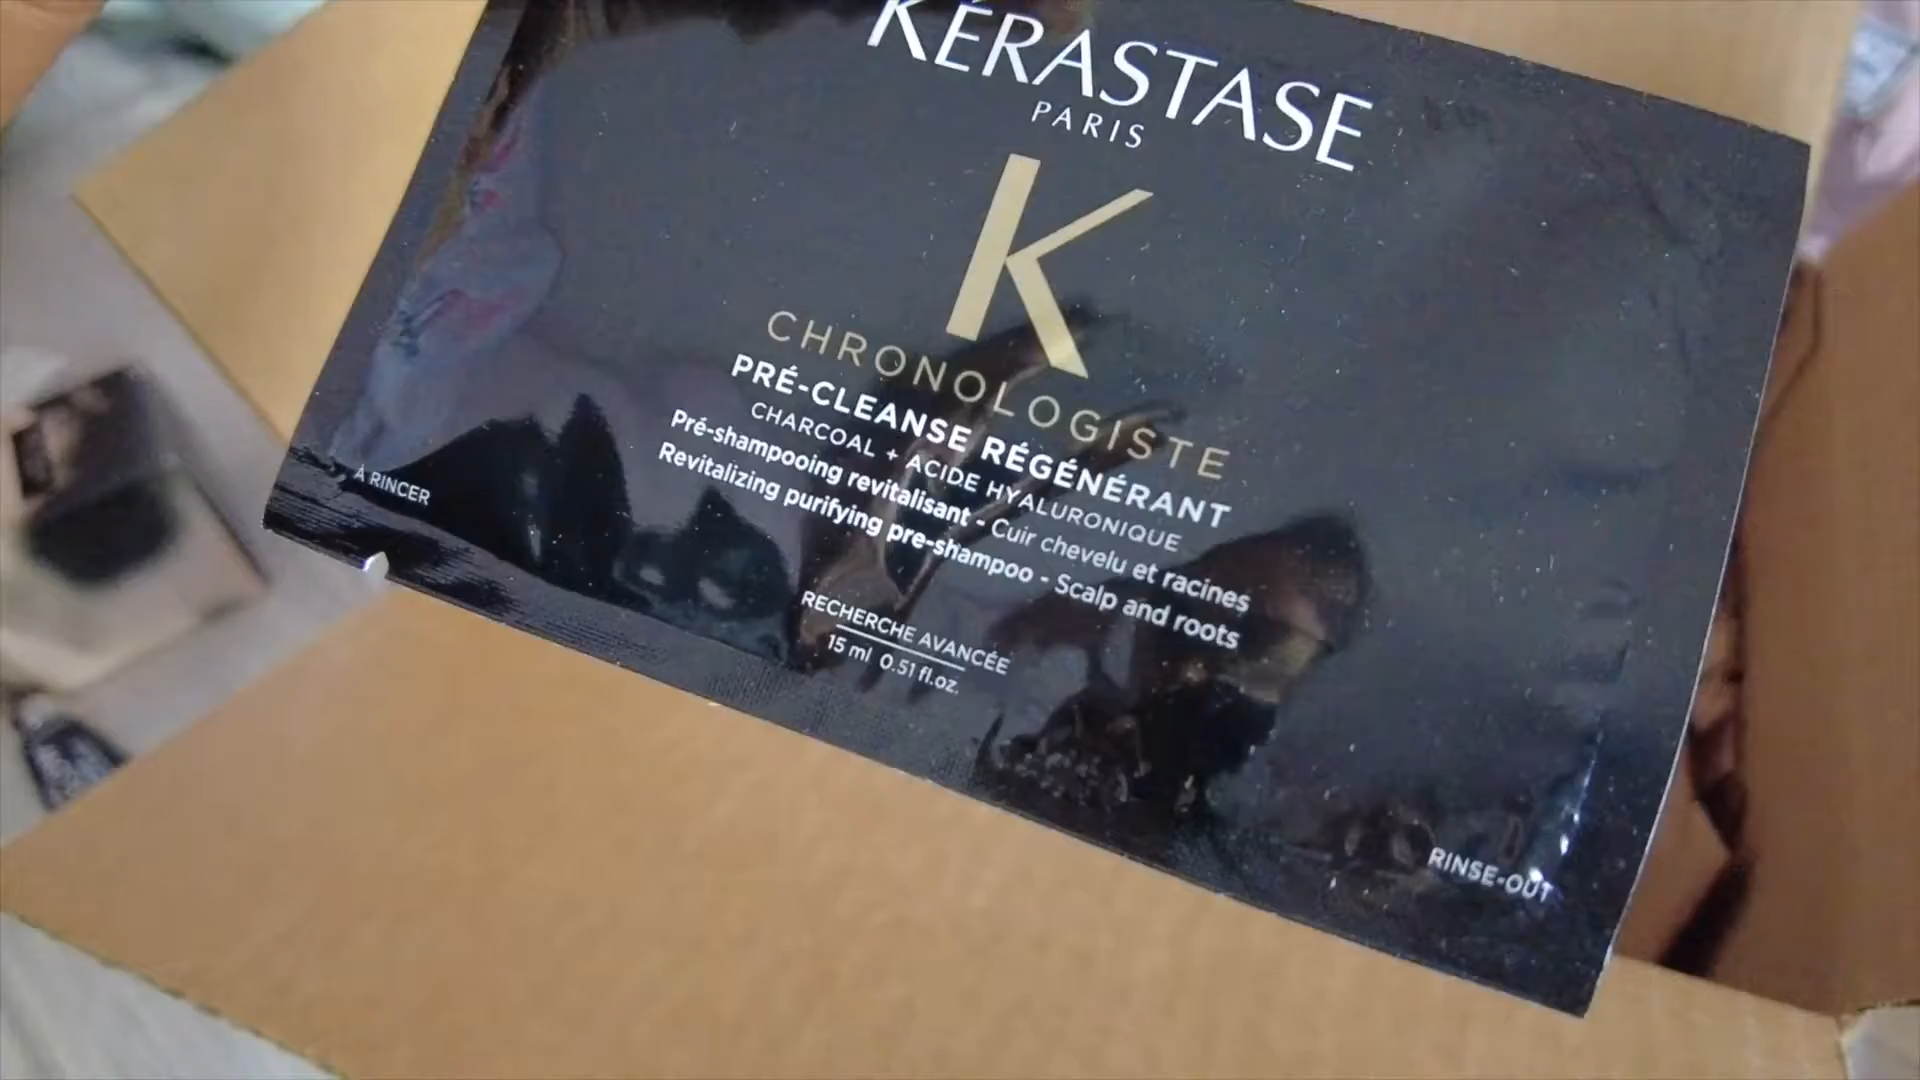 KÉRASTASE
PARIS
K
CHRONOLOGISTE
PRÉ-CLEANSE RÉGÉNÉRANT
CHARCOAL + ACIDE HYALURONIQUE
Pré-shampooing revitalisant - Cuir chevelu et racines
Revitalizing purifying pre-shampoo - Scalp and roots
À RINCER
RECHERCHE AVANCÉE
15 ml 0.51 fl.oz.
RINSE-OUT